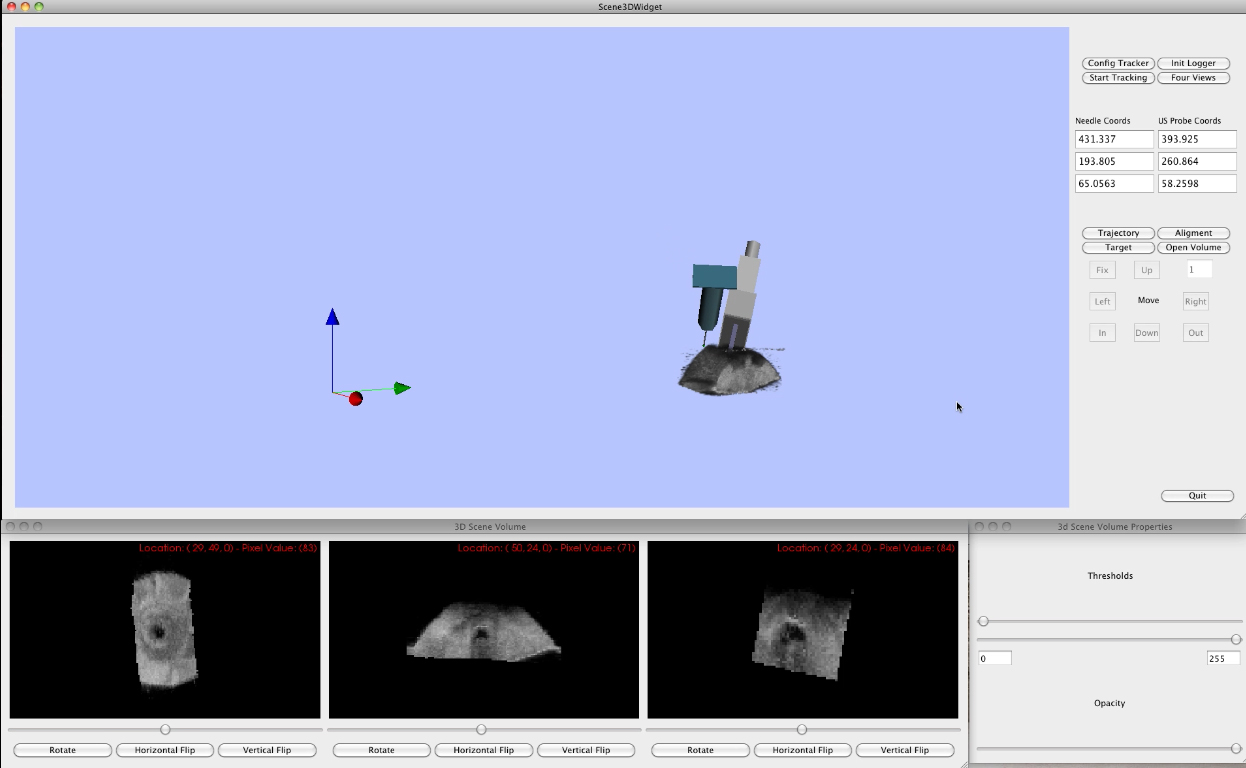 Scene3DWidget
Config Tracker Init Logger
Start Tracking Four Views
Needle Coords US Probe Coords
431.337 393.925
193.805 260.864
65.0563 58.2598
Trajectory Aligment
Target Open Volume
Fix Up 1
Left Move Right
In Down Out
Quit
3D Scene Volume
Location: ( 29, 49, 0) - Pixel Value: (83)
Location: ( 50, 24, 0) - Pixel Value: (71)
Location: ( 29, 24, 0) - Pixel Value: (84)
Rotate Horizontal Flip Vertical Flip
Rotate Horizontal Flip Vertical Flip
Rotate Horizontal Flip Vertical Flip
3d Scene Volume Properties
Thresholds
0 255
Opacity